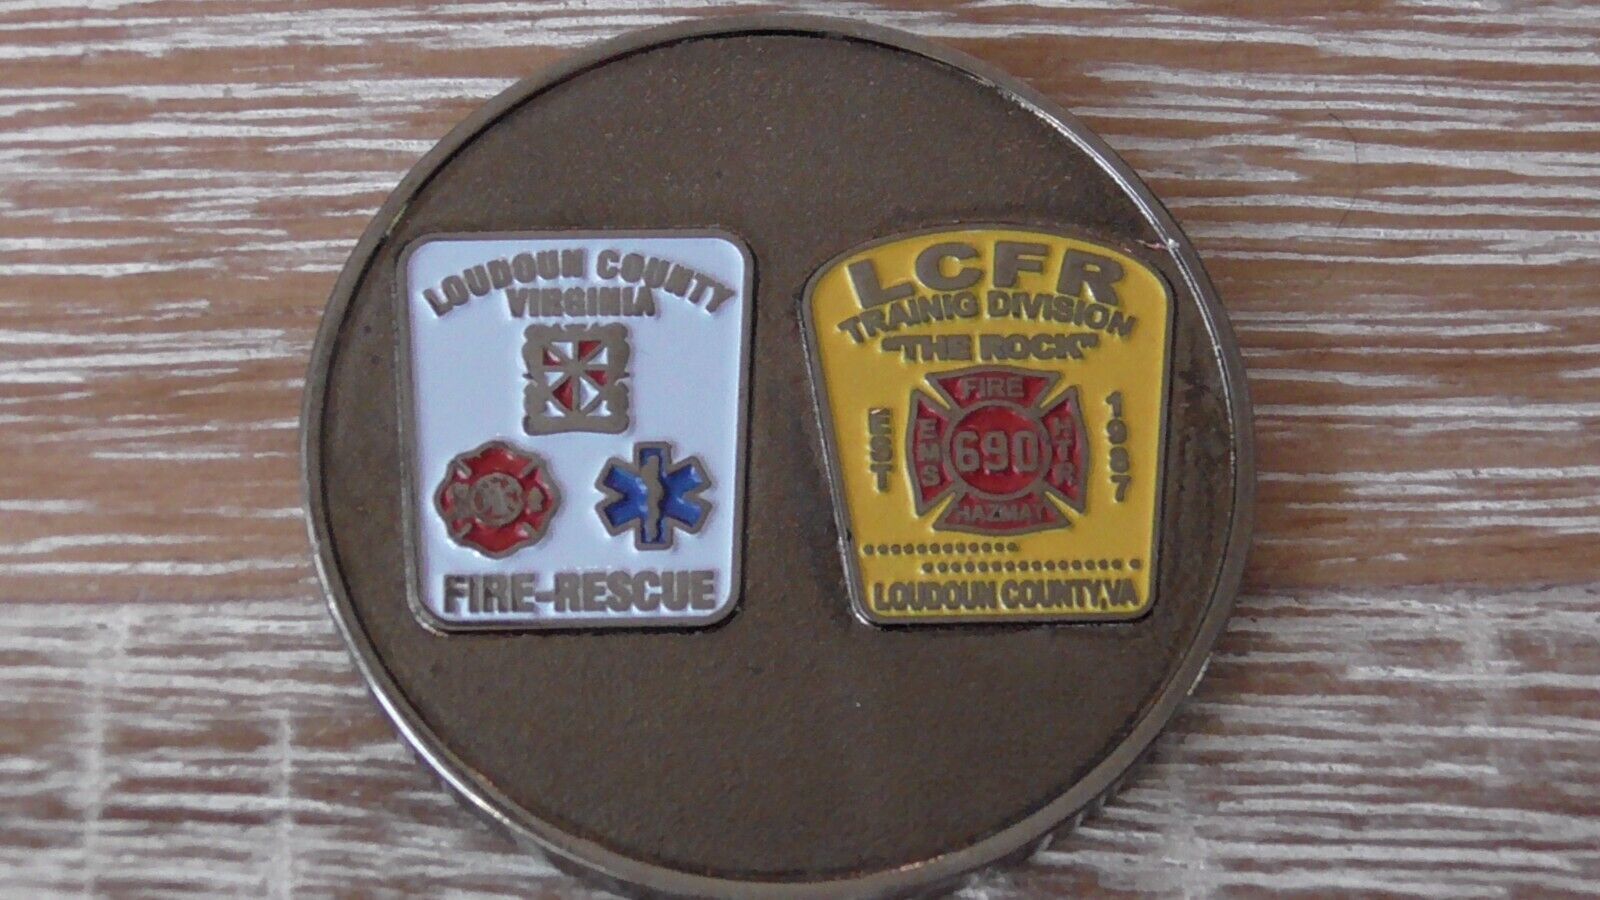 LOUDOUN COUNTY
VIRGINIA
FIRE-RESCUE
LCFR
TRAINIG DIVISION
"THE ROCK"
EST
1987
FIRE
EMS
690
HTR
HAZMAT
LOUDOUN COUNTY,VA